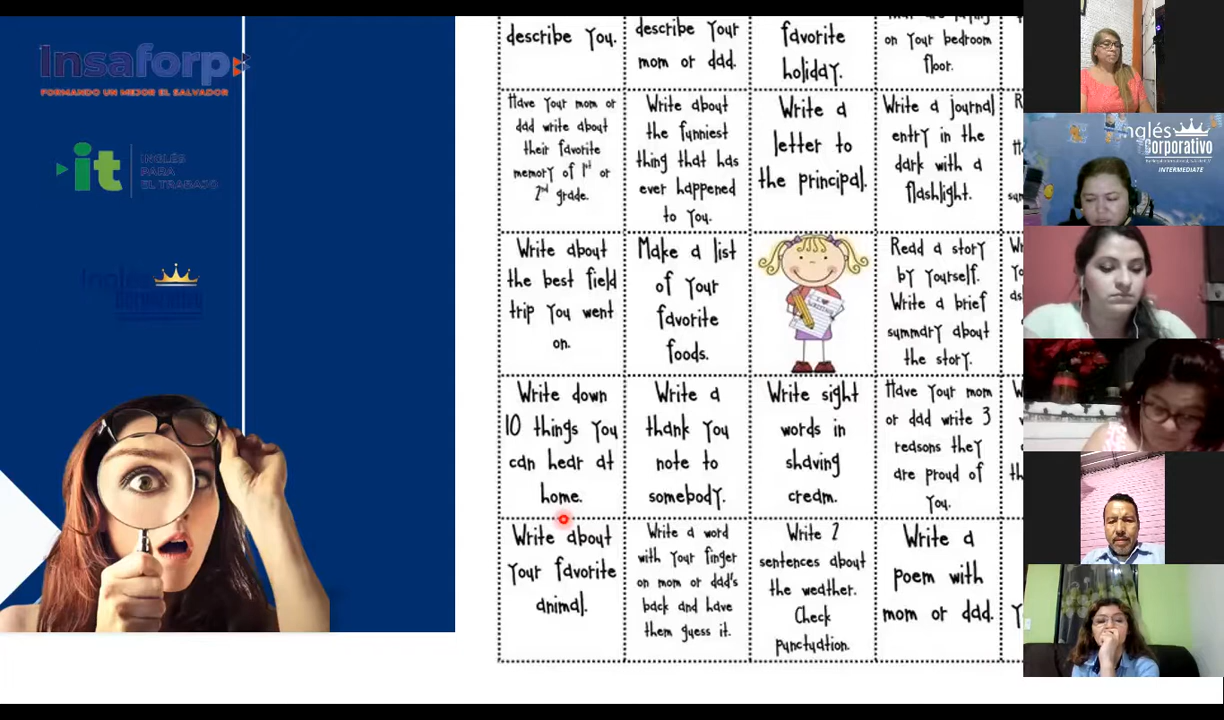 Insaforp
FORMANDO UN MEJOR EL SALVADOR
it
INGLÉS
PARA
EL TRABAJO
Inglés
Corporativo
describe you.
describe your
mom or dad.
favorite
holiday.
on your bedroom
floor.
Have your mom or
dad write about
their favorite
memory of 1st or
2nd grade.
Write about
the funniest
thing that has
ever happened
to you.
Write a
letter to
the principal.
Write a journal
entry in the
dark with a
flashlight.
Write about
the best field
trip you went
on.
Make a list
of your
favorite
foods.
I ♥
WRITING
Read a story
by yourself.
Write a brief
summary about
the story.
Write down
10 things you
can hear at
home.
Write a
thank you
note to
somebody.
Write sight
words in
shaving
cream.
Have your mom
or dad write 3
reasons they
are proud of
you.
Write about
your favorite
animal.
Write a word
with your finger
on mom or dad's
back and have
them guess it.
Write 2
sentences about
the weather.
Check
punctuation.
Write a
poem with
mom or dad.
nglés
Corporativo
INTERMEDIATE